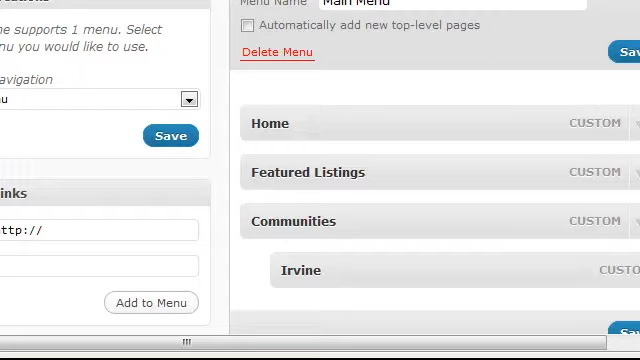 Menu Name Main Menu
Automatically add new top-level pages
Delete Menu
Sav
supports 1 menu. Select
you would like to use.
avigation
Save
Home CUSTOM
Featured Listings CUSTOM
Communities CUSTOM
Irvine CUSTO
inks
ttp://
Add to Menu
Sav